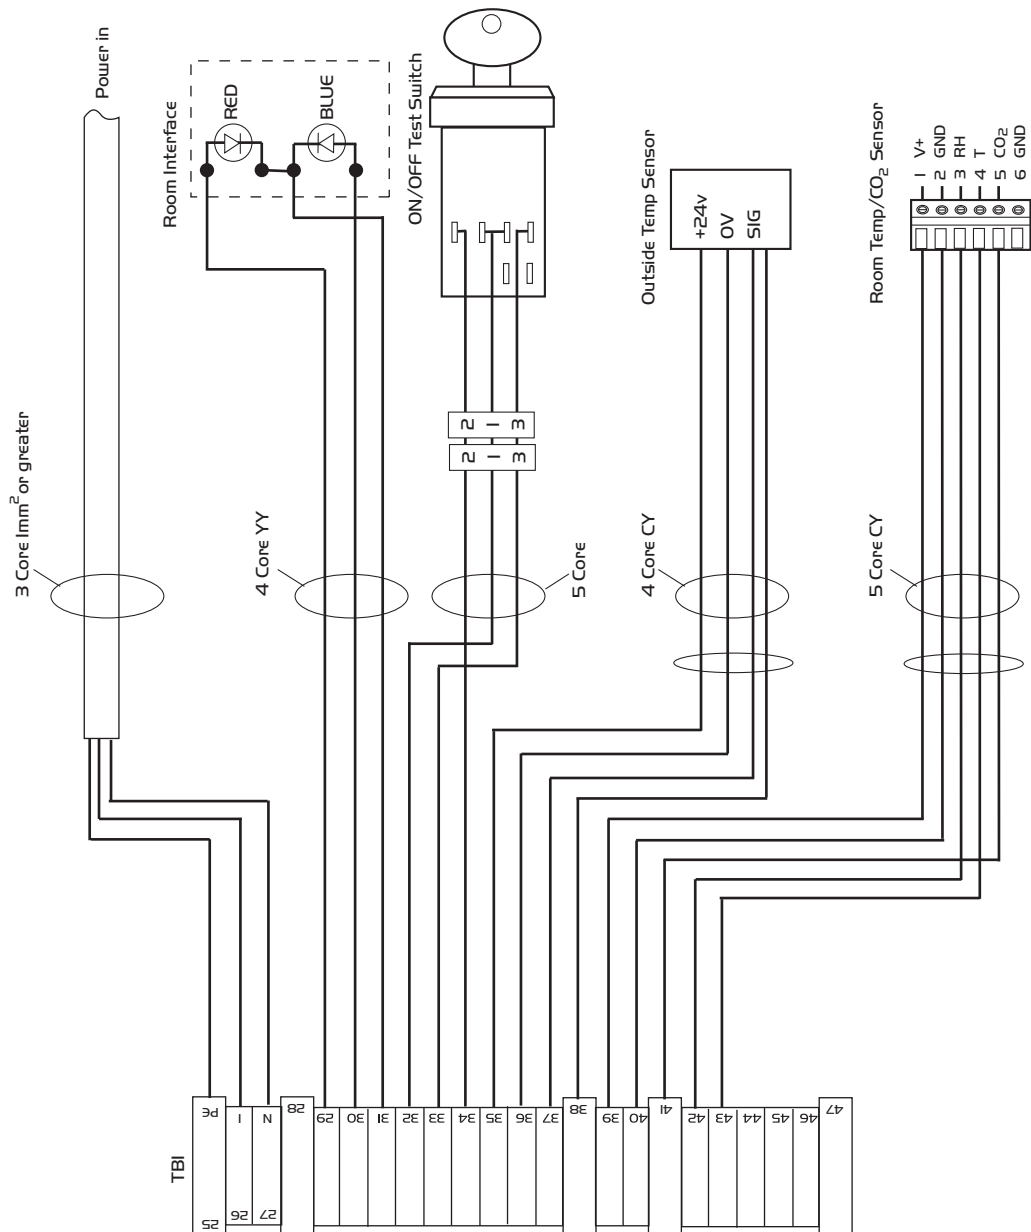 Power in
3 Core 1mm² or greater
Room Interface
RED
BLUE
4 Core YY
ON/OFF Test Switch
2 1 3
2 1 3
5 Core
Outside Temp Sensor
+24v
0V
SIG
4 Core CY
Room Temp/CO₂ Sensor
1 V+
2 GND
3 RH
4 T
5 CO₂
6 GND
5 Core CY
TB1
25 PE
26 1
27 N
28
29
30
31
32
33
34
35
36
37
38
39
40
41
42
43
44
45
46
47